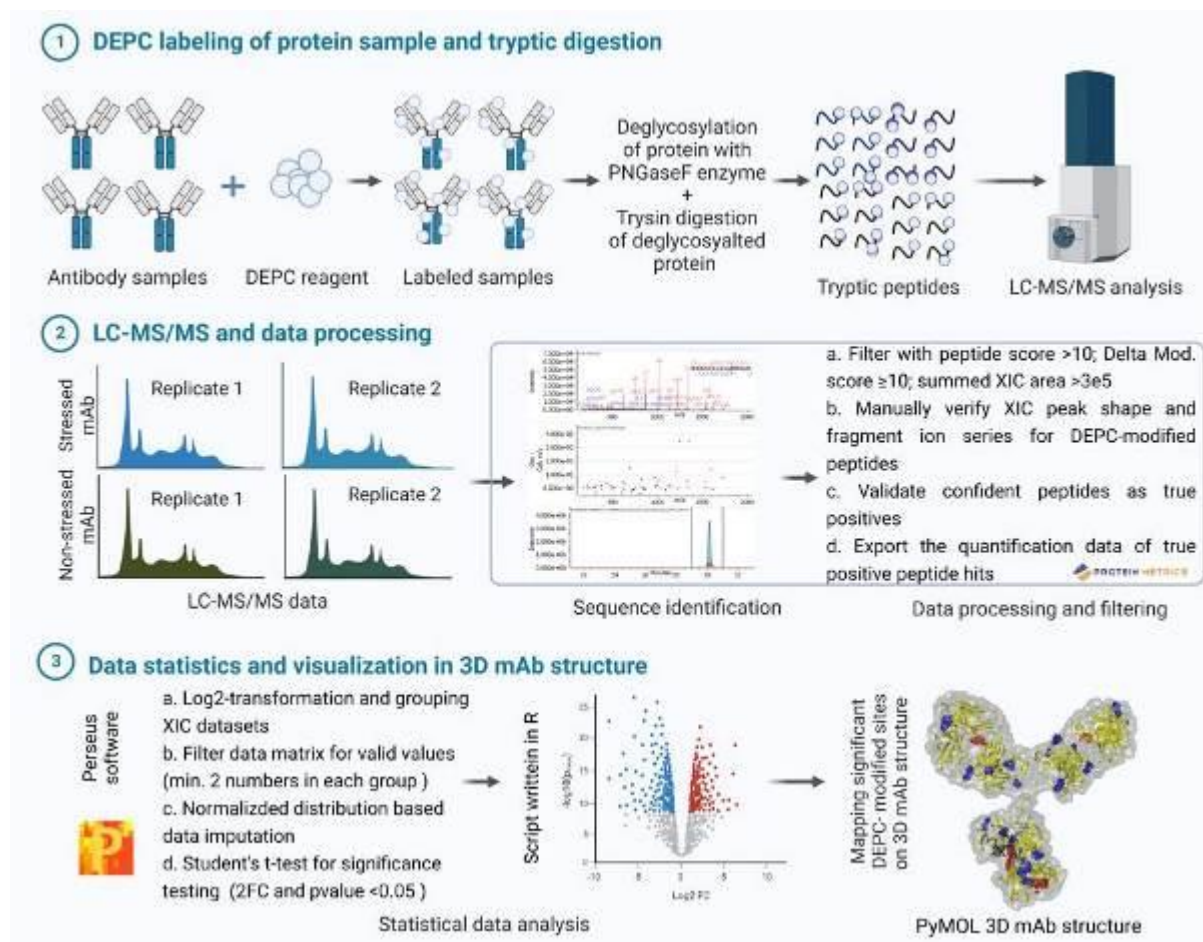 1 DEPC labeling of protein sample and tryptic digestion
Antibody samples
+
DEPC reagent
Labeled samples
Deglycosylation
of protein with
PNGaseF enzyme
+
Trysin digestion
of deglycosyalted
protein
Tryptic peptides
LC-MS/MS analysis
2 LC-MS/MS and data processing
Stressed
mAb
Replicate 1
Replicate 2
Non-stressed
mAb
Replicate 1
Replicate 2
LC-MS/MS data
Sequence identification
a. Filter with peptide score >10; Delta Mod.
score ≥10; summed XIC area >3e5
b. Manually verify XIC peak shape and
fragment ion series for DEPC-modified
peptides
c. Validate confident peptides as true
positives
d. Export the quantification data of true
positive peptide hits
PROTEIN METRICS
Data processing and filtering
3 Data statistics and visualization in 3D mAb structure
Perseus
software
a. Log2-transformation and grouping
XIC datasets
b. Filter data matrix for valid values
(min. 2 numbers in each group )
c. Normalizded distribution based
data imputation
d. Student's t-test for significance
testing (2FC and pvalue <0.05 )
Statistical data analysis
Script writtein in R
-10
-5
0
5
10
Log2 FC
Mapping significant
DEPC- modified sites
on 3D mAb structure
PyMOL 3D mAb structure